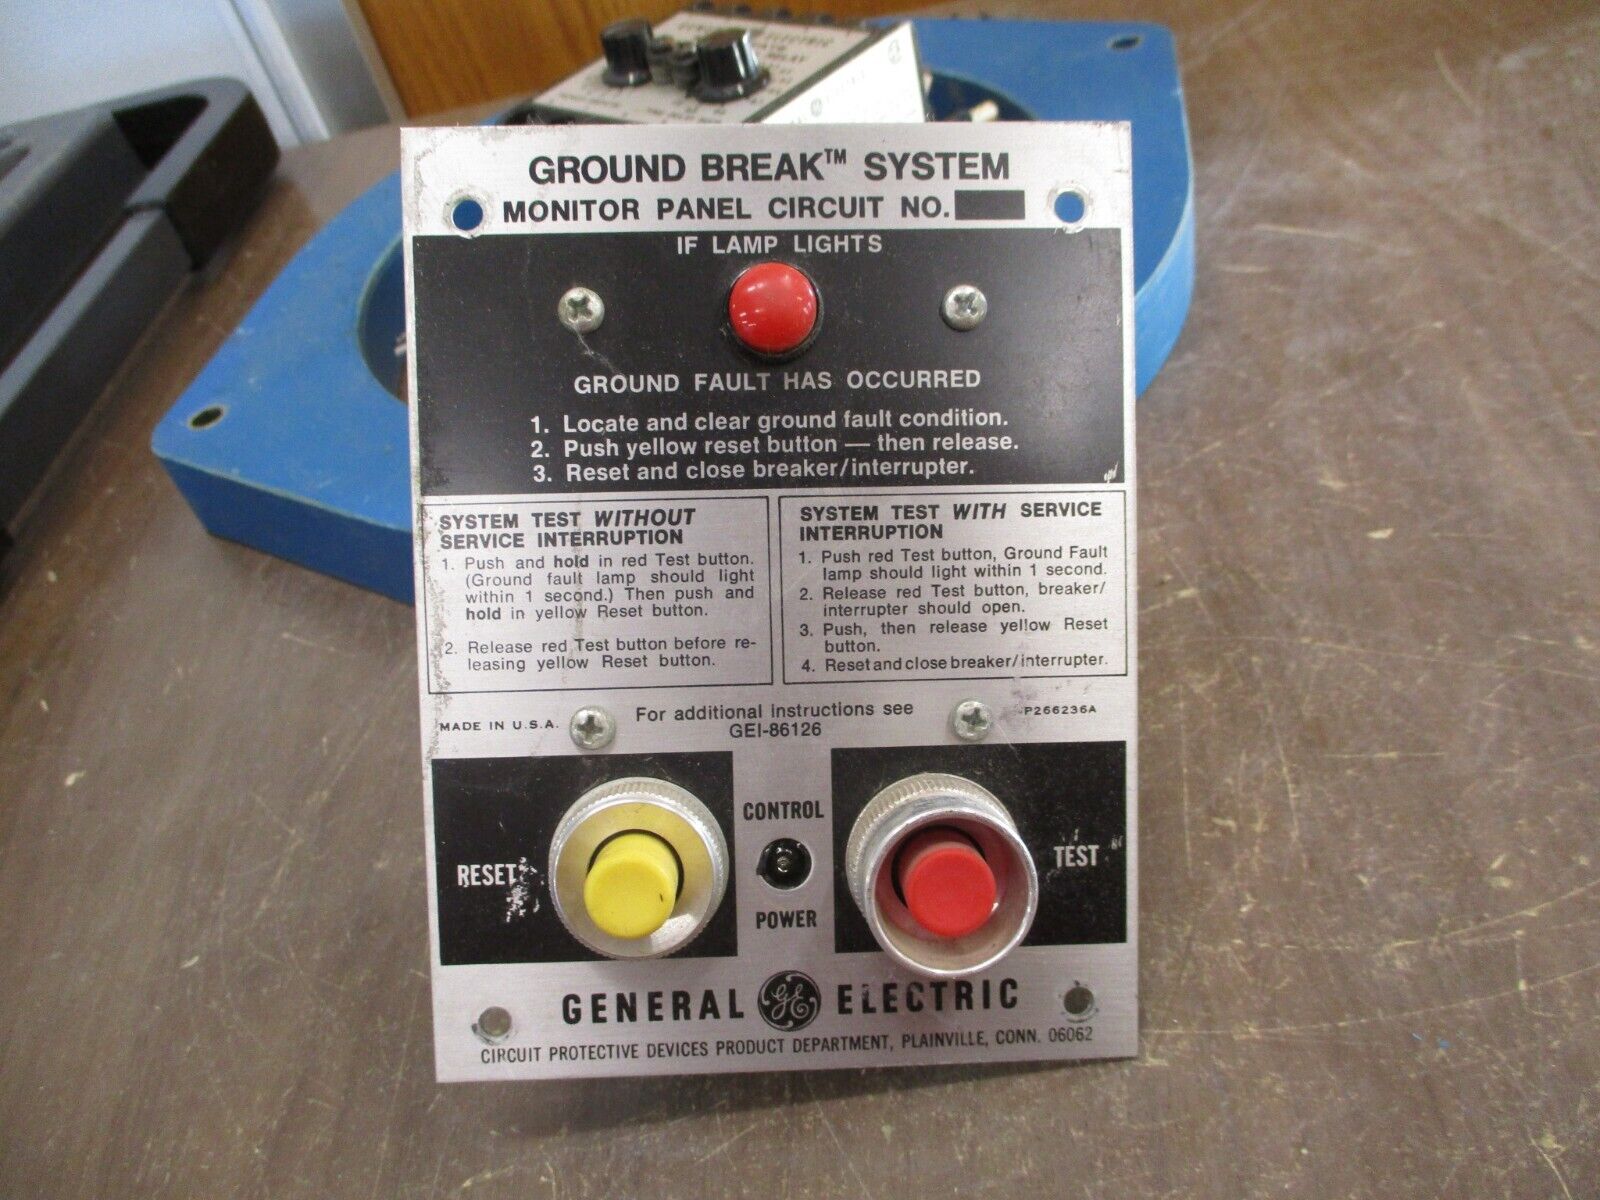 ELECTRIC
RELAY
GROUND BREAK™ SYSTEM
MONITOR PANEL CIRCUIT NO.
IF LAMP LIGHTS
GROUND FAULT HAS OCCURRED
1. Locate and clear ground fault condition.
2. Push yellow reset button — then release.
3. Reset and close breaker/interrupter.
SYSTEM TEST WITHOUT
SERVICE INTERRUPTION
1. Push and hold in red Test button.
(Ground fault lamp should light
within 1 second.) Then push and
hold in yellow Reset button.
2. Release red Test button before re-
leasing yellow Reset button.
SYSTEM TEST WITH SERVICE
INTERRUPTION
1. Push red Test button, Ground Fault
lamp should light within 1 second.
2. Release red Test button, breaker/
interrupter should open.
3. Push, then release yellow Reset
button.
4. Reset and close breaker/interrupter.
MADE IN U.S.A.
For additional instructions see
GEI-86126
P266236A
RESET
CONTROL
POWER
TEST
GENERAL GE ELECTRIC
CIRCUIT PROTECTIVE DEVICES PRODUCT DEPARTMENT, PLAINVILLE, CONN. 06062